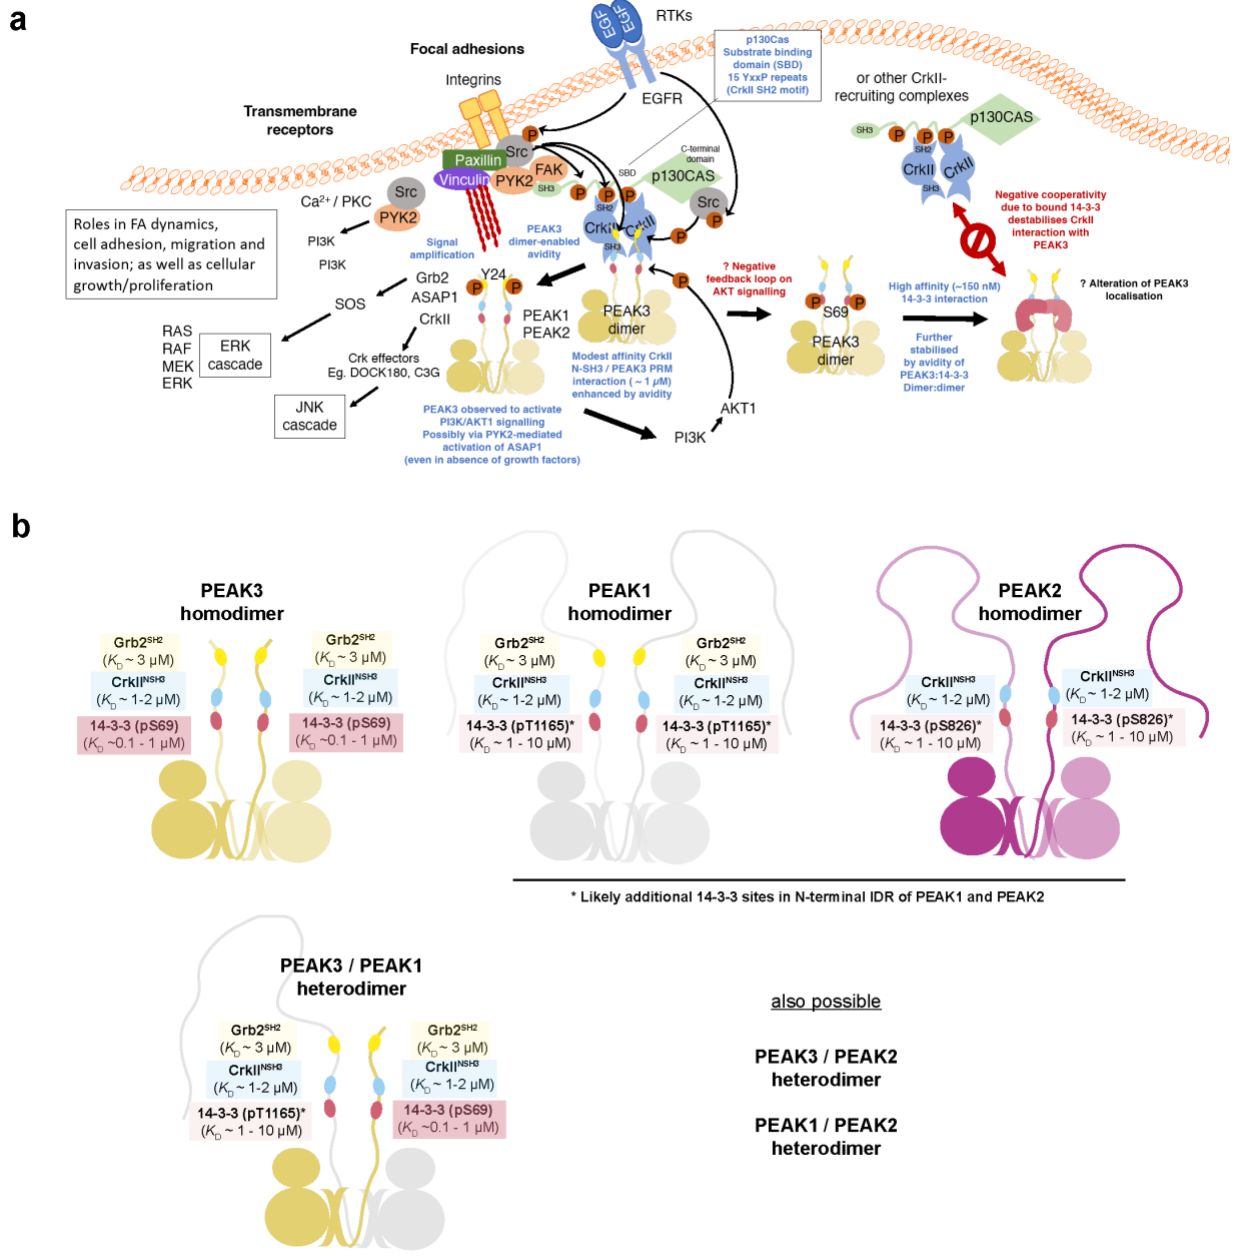 a
EGF
EGF
RTKs
EGFR
Focal adhesions
Integrins
Transmembrane
receptors
p130Cas
Substrate binding
domain (SBD)
15 YxxP repeats
(CrkII SH2 motif)
or other CrkII-
recruiting complexes
SH3
P
P
P
p130CAS
SH2
CrkII
CrkII
SH3
P
Src
Paxillin
Vinculin
PYK2
FAK
SH3
P
P
P
SBD
C-terminal
domain
p130CAS
SH2
CrkII
CrkII
SH3
Src
P
P
P
Src
PYK2
Ca2+ / PKC
PI3K
PI3K
Roles in FA dynamics,
cell adhesion, migration and
invasion; as well as cellular
growth/proliferation
Signal
amplification
PEAK3
dimer-enabled
avidity
Grb2
ASAP1
CrkII
SOS
RAS
RAF
MEK
ERK
ERK
cascade
Crk effectors
Eg. DOCK180, C3G
JNK
cascade
P
Y24
P
PEAK1
PEAK2
PEAK3
dimer
Modest affinity CrkII
N-SH3 / PEAK3 PRM
interaction ( ~ 1 µM)
enhanced by avidity
PEAK3 observed to activate
PI3K/AKT1 signalling
Possibly via PYK2-mediated
activation of ASAP1
(even in absence of growth factors)
PI3K
AKT1
? Negative
feedback loop on
AKT signalling
P
S69
P
PEAK3
dimer
High affinity (~150 nM)
14-3-3 interaction
Further
stabilised
by avidity of
PEAK3:14-3-3
Dimer:dimer
Negative cooperativity
due to bound 14-3-3
destabilises CrkII
interaction with
PEAK3
? Alteration of PEAK3
localisation
b
PEAK3
homodimer
Grb2SH2
(KD ~ 3 µM)
CrkIINSH3
(KD ~ 1-2 µM)
14-3-3 (pS69)
(KD ~0.1 - 1 µM)
Grb2SH2
(KD ~ 3 µM)
CrkIINSH3
(KD ~ 1-2 µM)
14-3-3 (pS69)
(KD ~0.1 - 1 µM)
PEAK1
homodimer
Grb2SH2
(KD ~ 3 µM)
CrkIINSH3
(KD ~ 1-2 µM)
14-3-3 (pT1165)*
(KD ~ 1 - 10 µM)
Grb2SH2
(KD ~ 3 µM)
CrkIINSH3
(KD ~ 1-2 µM)
14-3-3 (pT1165)*
(KD ~ 1 - 10 µM)
PEAK2
homodimer
CrkIINSH3
(KD ~ 1-2 µM)
14-3-3 (pS826)*
(KD ~ 1 - 10 µM)
CrkIINSH3
(KD ~ 1-2 µM)
14-3-3 (pS826)*
(KD ~ 1 - 10 µM)
* Likely additional 14-3-3 sites in N-terminal IDR of PEAK1 and PEAK2
PEAK3 / PEAK1
heterodimer
Grb2SH2
(KD ~ 3 µM)
CrkIINSH3
(KD ~ 1-2 µM)
14-3-3 (pT1165)*
(KD ~ 1 - 10 µM)
Grb2SH2
(KD ~ 3 µM)
CrkIINSH3
(KD ~ 1-2 µM)
14-3-3 (pS69)
(KD ~0.1 - 1 µM)
also possible
PEAK3 / PEAK2
heterodimer
PEAK1 / PEAK2
heterodimer